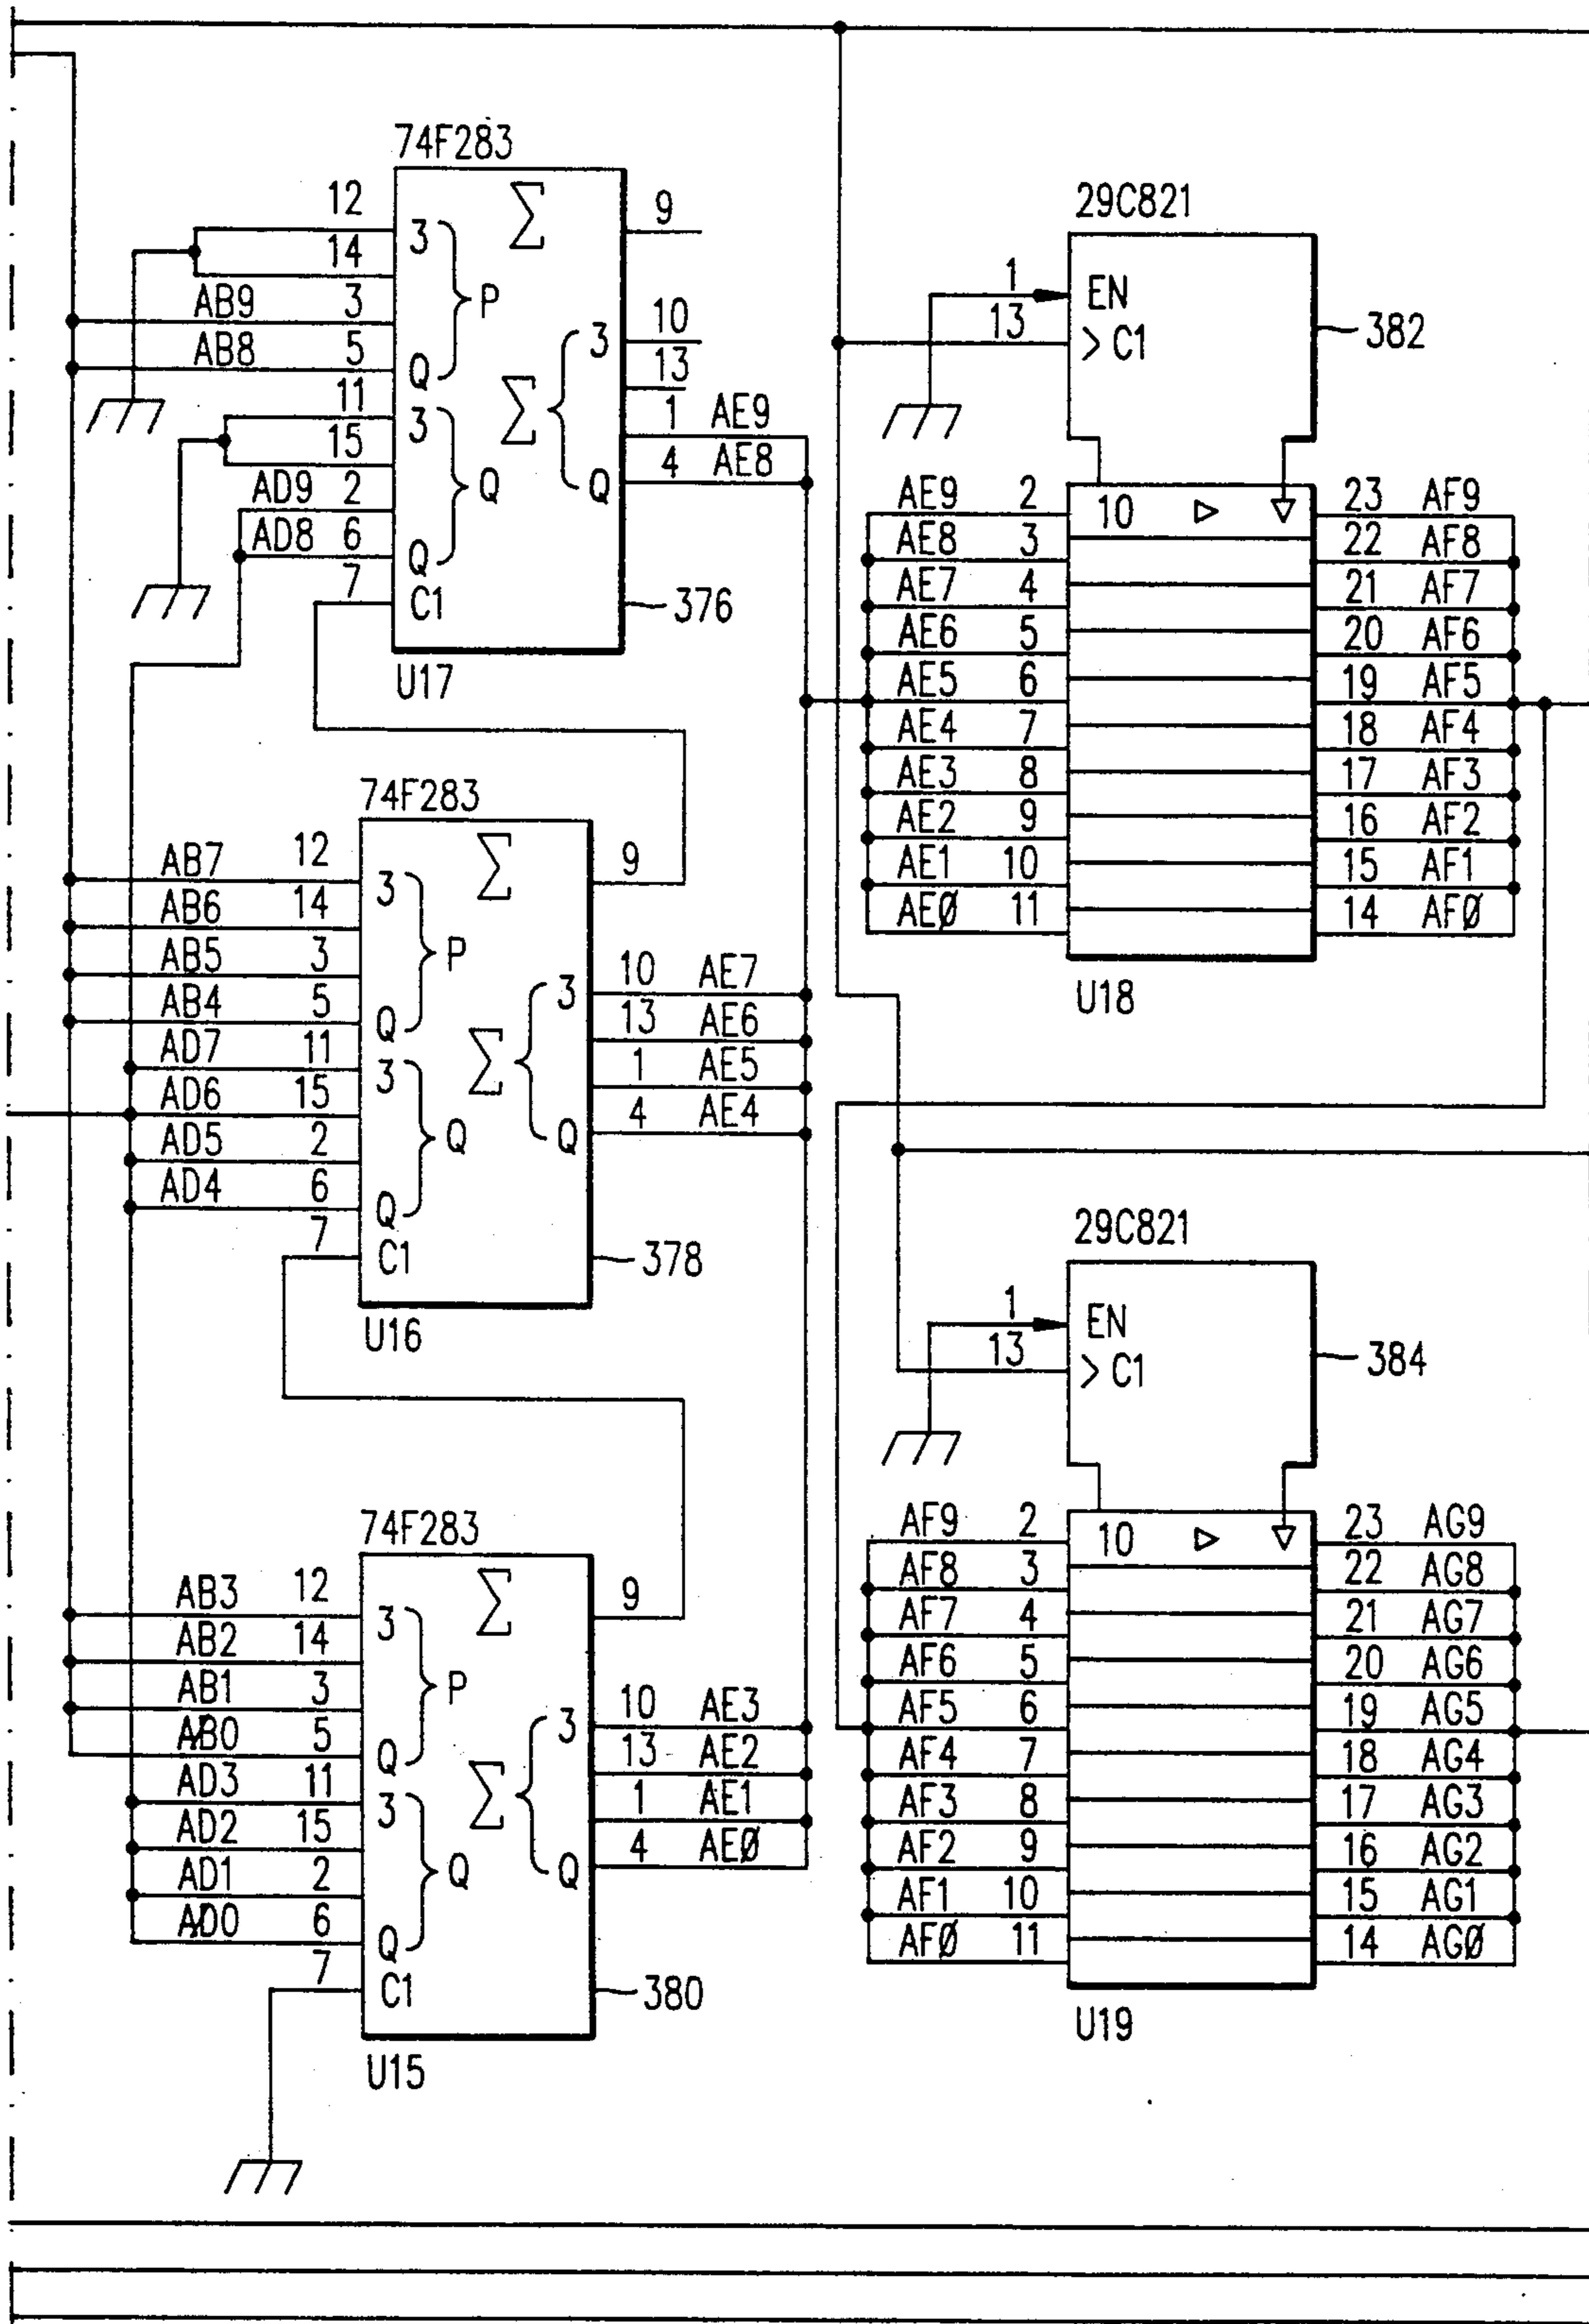 74F283
12
14
AB9 3
AB8 5
11
15
AD9 2
AD8 6
7
3
P
Q
3
Q
Q
C1
Σ
Σ
3
Q
9
10
13
1 AE9
4 AE8
376
U17
74F283
AB7 12
AB6 14
AB5 3
AB4 5
AD7 11
AD6 15
AD5 2
AD4 6
7
3
P
Q
3
Q
Q
C1
Σ
Σ
3
Q
9
10 AE7
13 AE6
1 AE5
4 AE4
378
U16
74F283
AB3 12
AB2 14
AB1 3
AB0 5
AD3 11
AD2 15
AD1 2
AD0 6
7
3
P
Q
3
Q
Q
C1
Σ
Σ
3
Q
9
10 AE3
13 AE2
1 AE1
4 AEØ
380
U15
29C821
1
13
EN
>C1
382
10
AE9 2
AE8 3
AE7 4
AE6 5
AE5 6
AE4 7
AE3 8
AE2 9
AE1 10
AEØ 11
23 AF9
22 AF8
21 AF7
20 AF6
19 AF5
18 AF4
17 AF3
16 AF2
15 AF1
14 AFØ
U18
29C821
1
13
EN
>C1
384
10
AF9 2
AF8 3
AF7 4
AF6 5
AF5 6
AF4 7
AF3 8
AF2 9
AF1 10
AFØ 11
23 AG9
22 AG8
21 AG7
20 AG6
19 AG5
18 AG4
17 AG3
16 AG2
15 AG1
14 AGØ
U19